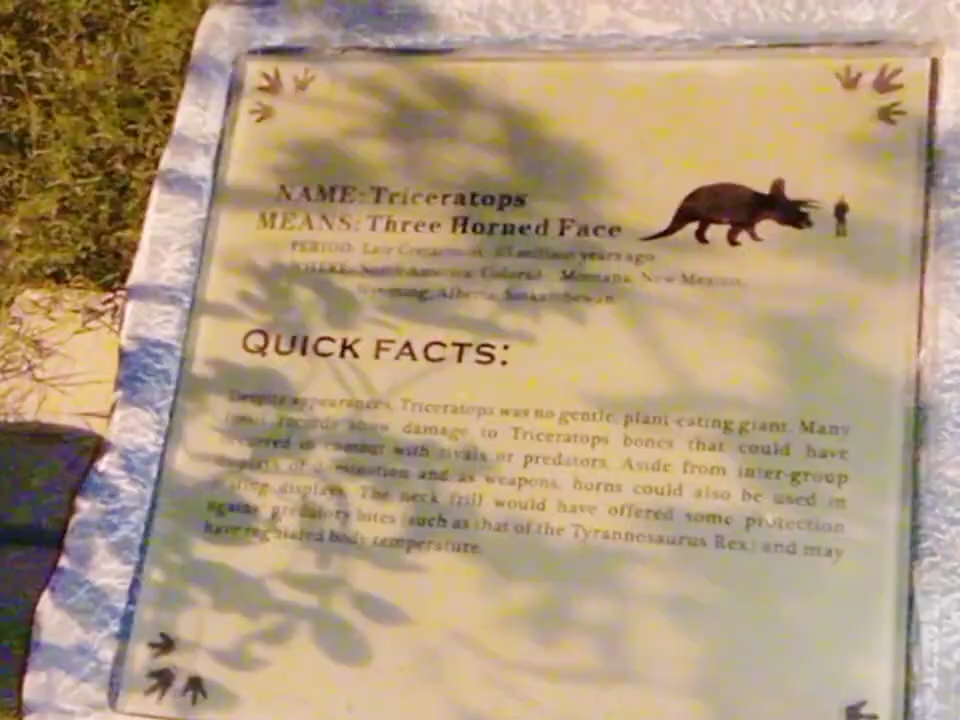 NAME: Triceratops
MEANS: Three Horned Face
PERIOD: Late Cretaceous, 65 million years ago
WHERE: North America: Colorado, Montana, New Mexico,
Wyoming, Alberta, Saskatchewan
QUICK FACTS:
Despite appearances, Triceratops was no gentle, plant-eating giant. Many
fossil records show damage to Triceratops bones that could have
occurred in combat with rivals or predators. Aside from inter-group
displays of domination and as weapons, horns could also be used in
mating displays. The neck frill would have offered some protection
against predators bites (such as that of the Tyrannosaurus Rex) and may
have regulated body temperature.